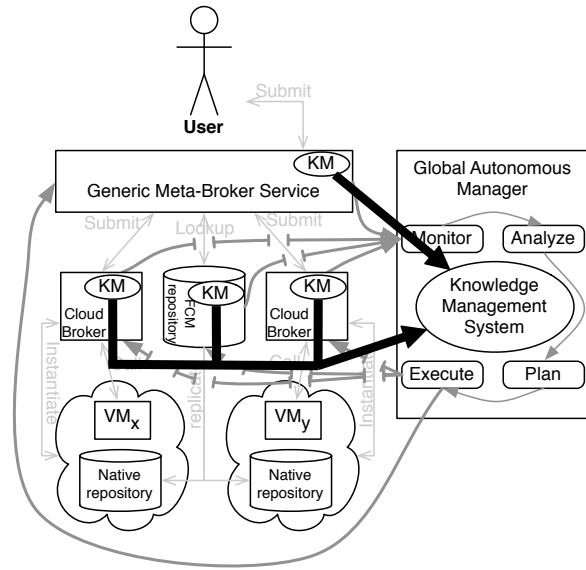 Submit
User
KM
Generic Meta-Broker Service
Global Autonomous
Manager
Submit
Lookup
Submit
Monitor
Analyze
KM
Cloud
Broker
FCM
repository
KM
KM
Cloud
Broker
Knowledge
Management
System
Instantiate
replicate
Call
Instantiate
Execute
Plan
VMx
VMy
Native
repository
Native
repository